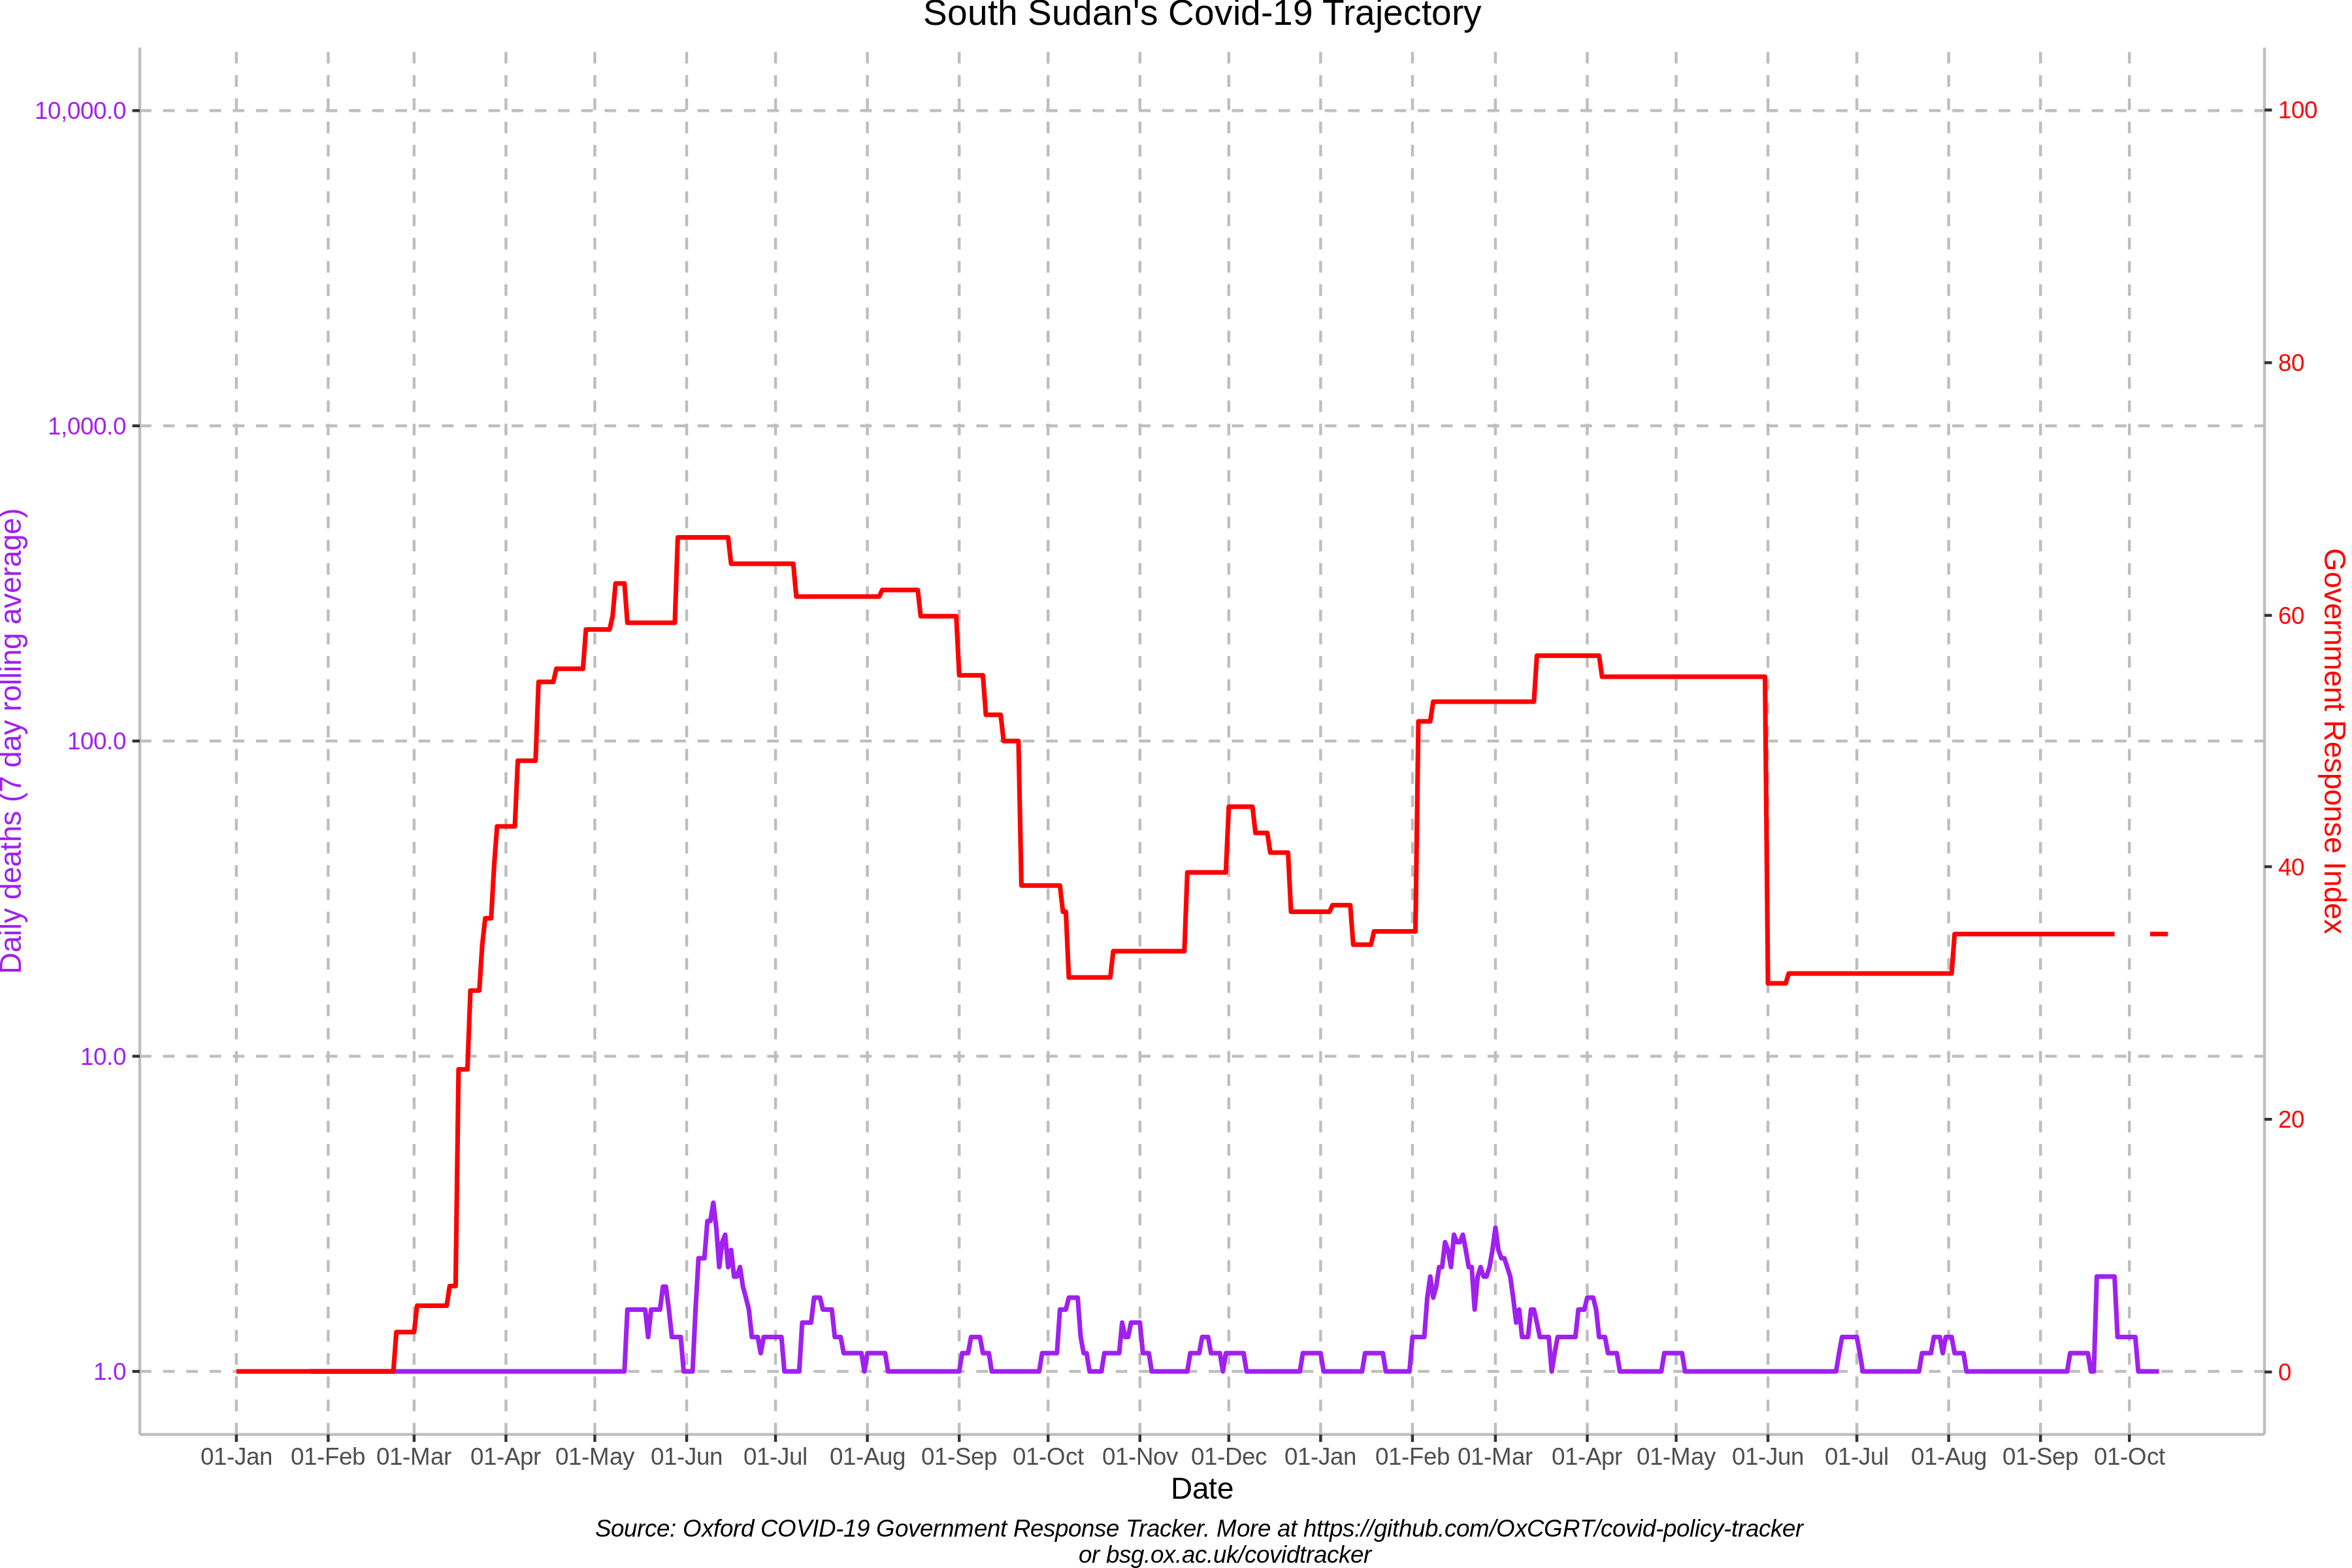 South Sudan's Covid-19 Trajectory
10,000.0
1,000.0
100.0
10.0
1.0
Daily deaths (7 day rolling average)
100
80
60
40
20
0
Government Response Index
01-Jan 01-Feb 01-Mar 01-Apr 01-May 01-Jun 01-Jul 01-Aug 01-Sep 01-Oct 01-Nov 01-Dec 01-Jan 01-Feb 01-Mar 01-Apr 01-May 01-Jun 01-Jul 01-Aug 01-Sep 01-Oct
Date
Source: Oxford COVID-19 Government Response Tracker. More at https://github.com/OxCGRT/covid-policy-tracker
or bsg.ox.ac.uk/covidtracker